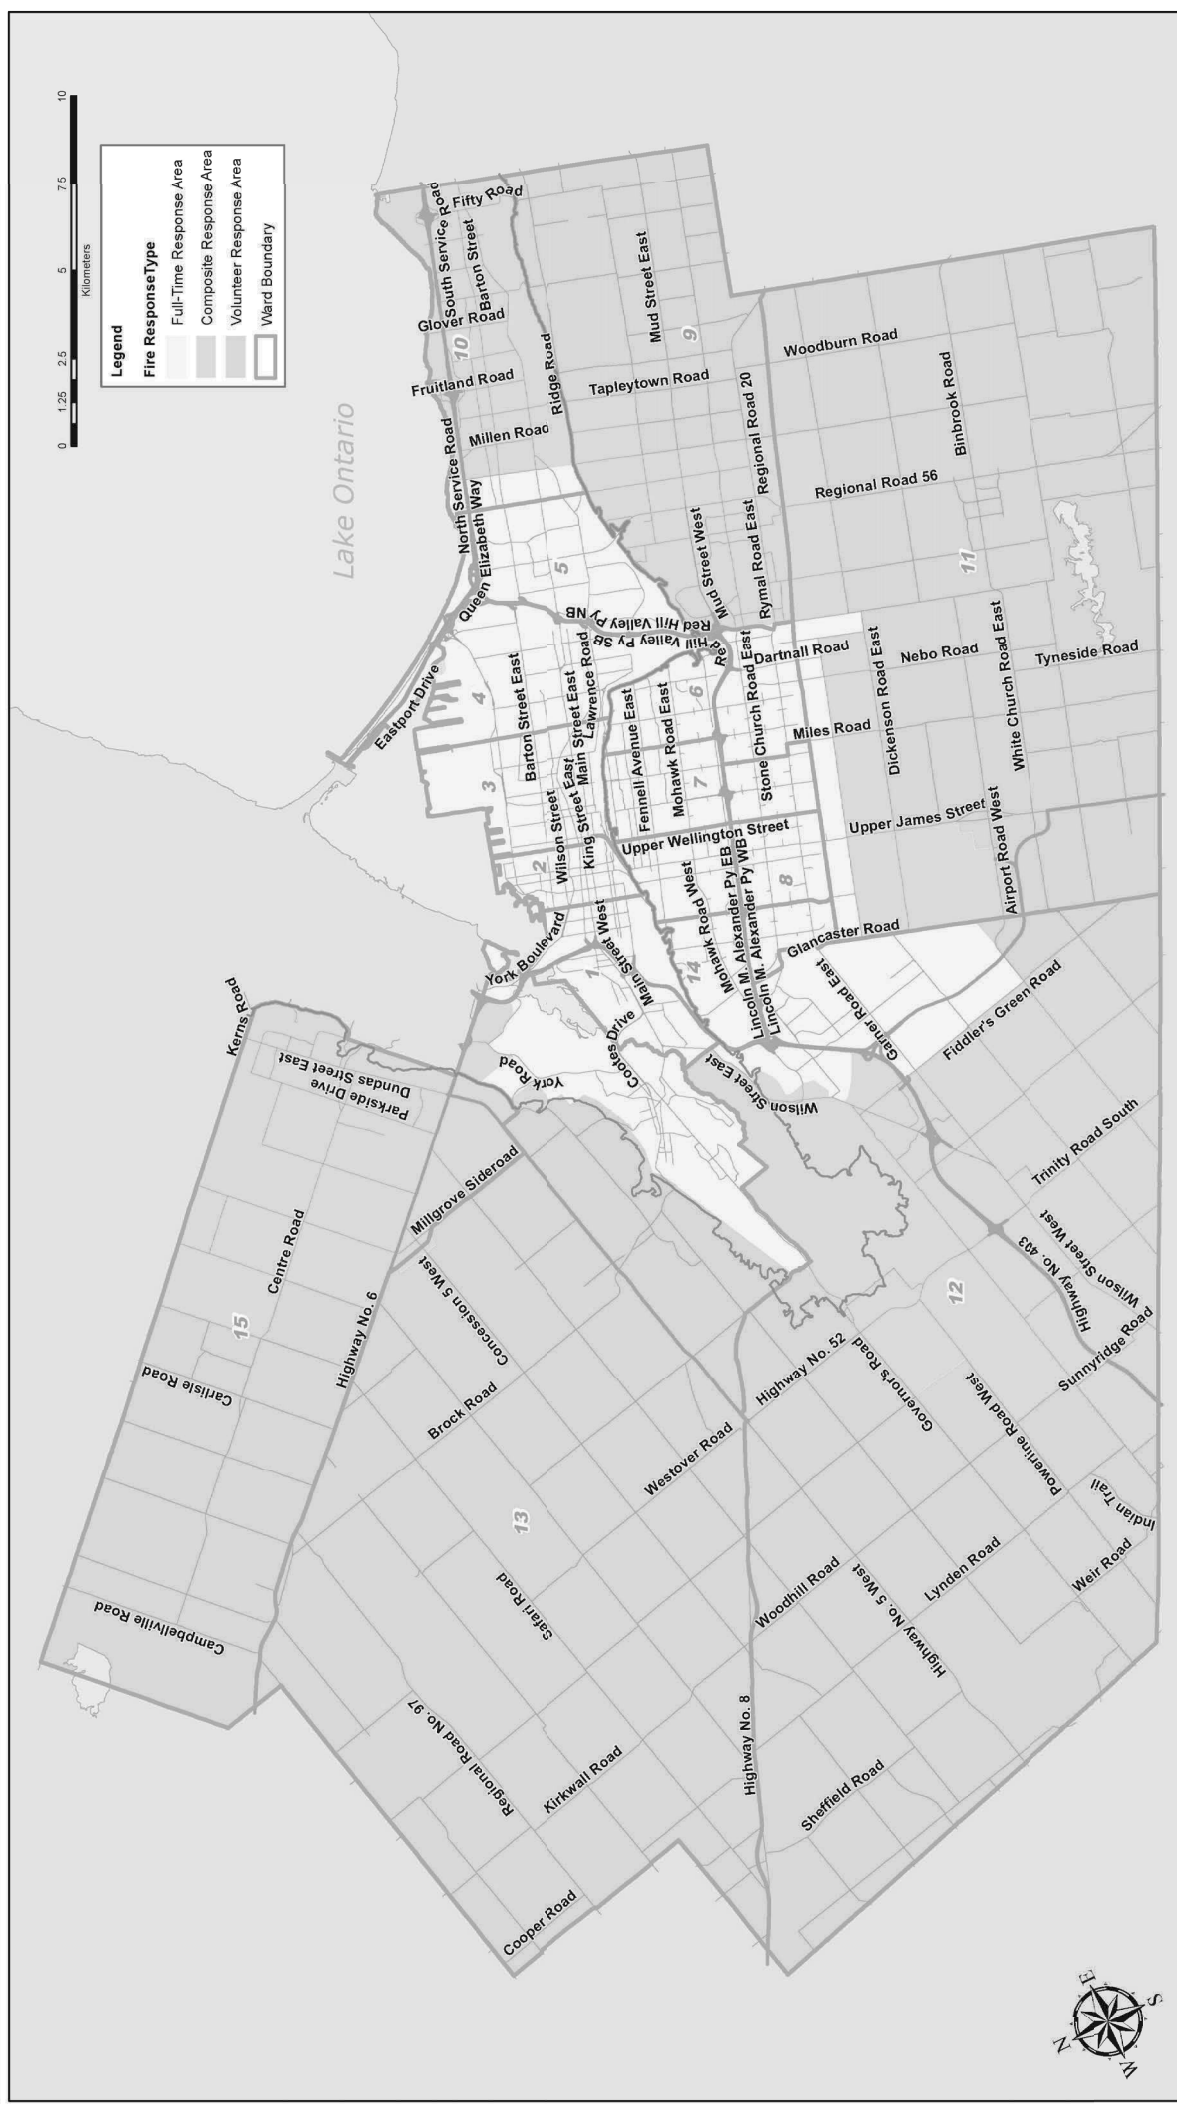 0
1.25
2.5
5
7.5
10
Kilometers
Legend
Fire ResponseType
Full-Time Response Area
Composite Response Area
Volunteer Response Area
Ward Boundary
Lake Ontario
Kerns Road
Parkside Drive
Dundas Street East
Centre Road
15
Carlisle Road
Campbellville Road
Highway No. 6
Millgrove Sideroad
Concession 5 West
Brock Road
13
Safari Road
Westover Road
Regional Road No. 97
Kirkwall Road
Cooper Road
Highway No. 8
Woodhill Road
Highway No. 5 West
Sheffield Road
Lynden Road
Weir Road
Indian Trail
Powerline Road West
Governor's Road
Highway No. 52
12
Sunnyridge Road
Highway No. 403
Wilson Street West
Trinity Road South
Fiddler's Green Road
Garner Road East
Glancaster Road
Wilson Street East
York Road
Cootes Drive
York Boulevard
1
Main Street West
14
Mohawk Road West
Lincoln M. Alexander Py EB
Lincoln M. Alexander Py WB
8
2
Wilson Street
King Street East
Main Street East
Lawrence Road
3
Barton Street East
4
Eastport Drive
Upper Wellington Street
Fennell Avenue East
Mohawk Road East
7
6
Stone Church Road East
Red Hill Valley Py SB
Red Hill Valley Py NB
5
Queen Elizabeth Way
North Service Road
Millen Road
Fruitland Road
10
Glover Road
South Service Road
Barton Street
Fifty Road
Ridge Road
Mud Street East
9
Tapleytown Road
Mud Street West
Rymal Road East
Regional Road 20
Woodburn Road
Binbrook Road
Regional Road 56
11
Dartnall Road
Nebo Road
Tyneside Road
Dickenson Road East
White Church Road East
Miles Road
Upper James Street
Airport Road West
N
E
S
W